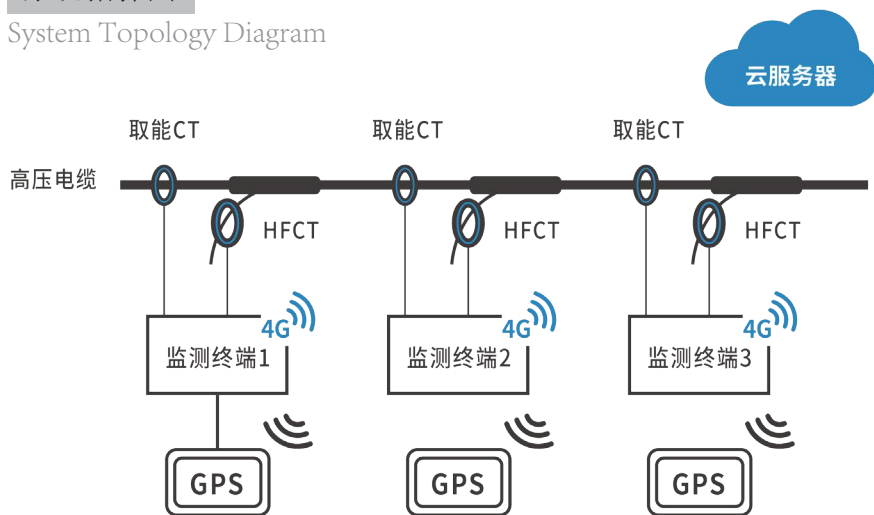 System Topology Diagram
云服务器
取能CT 取能CT 取能CT
高压电缆
HFCT HFCT HFCT
4G 4G 4G
监测终端1 监测终端2 监测终端3
GPS GPS GPS